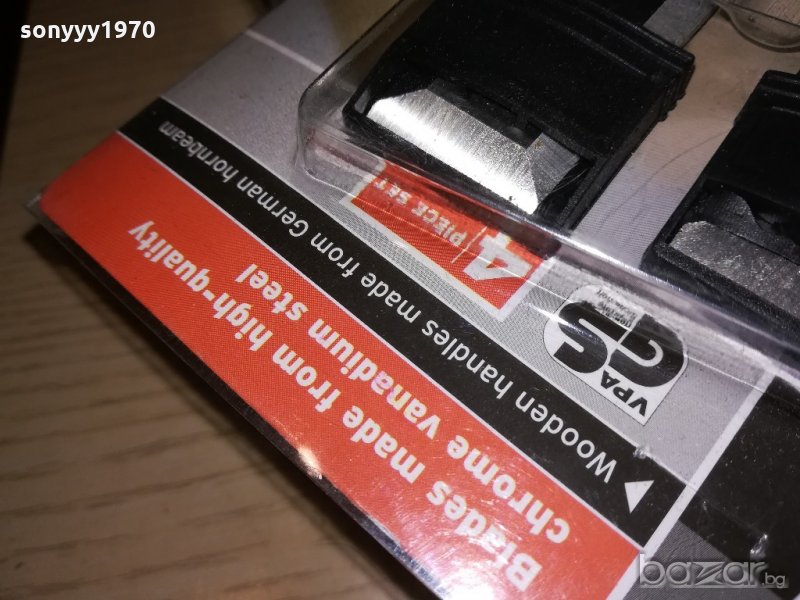 sonyyy1970
4 PIECE SET
VPA GS
Wooden handles made from German hornbeam
Blades made from high-quality
chrome vanadium steel
bazar.bg